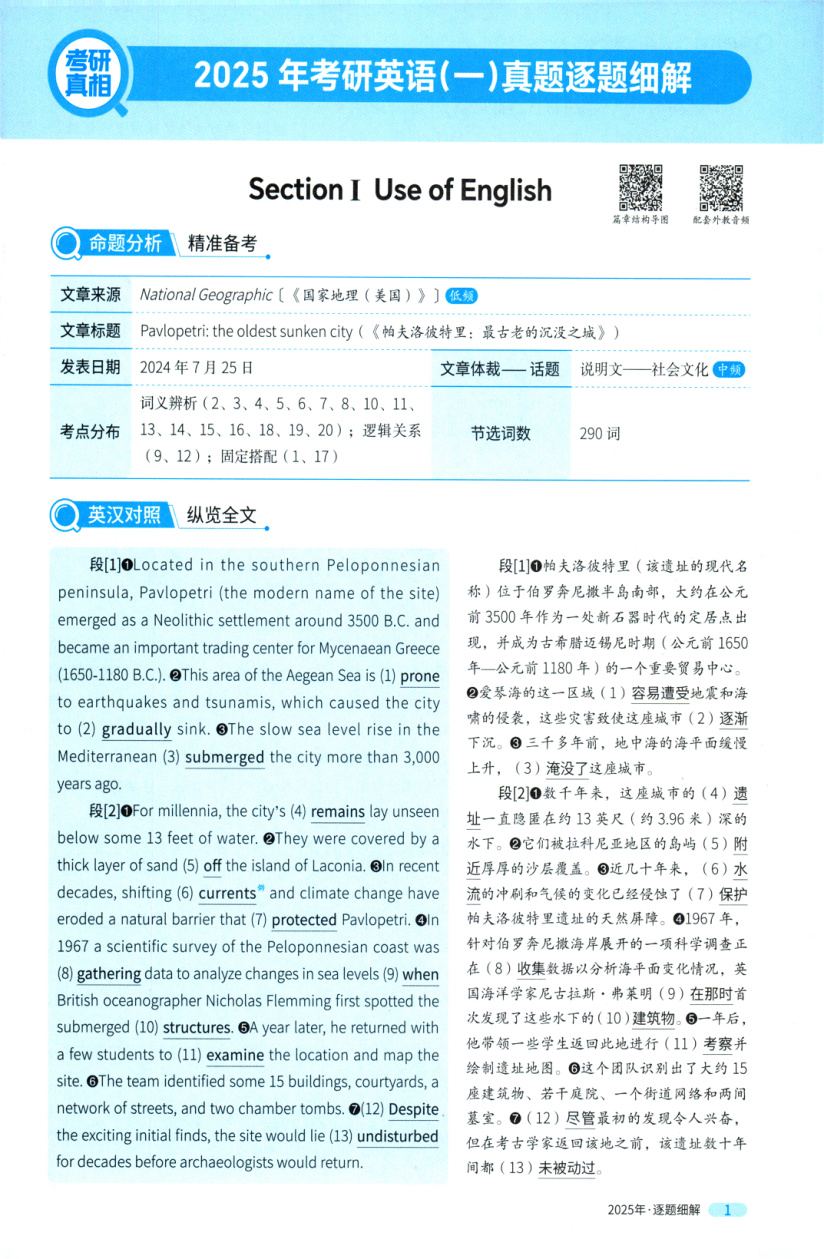 考研
真相
2025 年考研英语(一)真题逐题细解
Section I Use of English
篇章结构导图
配套外教音频
命题分析 精准备考
文章来源 National Geographic〔《国家地理(美国)》〕低频
文章标题 Pavlopetri: the oldest sunken city(《帕夫洛彼特里:最古老的沉没之城》)
发表日期 2024 年 7 月 25 日 文章体裁——话题 说明文——社会文化 中频
考点分布 词义辨析(2、3、4、5、6、7、8、10、11、
13、14、15、16、18、19、20);逻辑关系
(9、12);固定搭配(1、17)
节选词数 290 词
英汉对照 纵览全文
段[1]❶Located in the southern Peloponnesian
peninsula, Pavlopetri (the modern name of the site)
emerged as a Neolithic settlement around 3500 B.C. and
became an important trading center for Mycenaean Greece
(1650-1180 B.C.). ❷This area of the Aegean Sea is (1) prone
to earthquakes and tsunamis, which caused the city
to (2) gradually sink. ❸The slow sea level rise in the
Mediterranean (3) submerged the city more than 3,000
years ago.
段[2]❶For millennia, the city's (4) remains lay unseen
below some 13 feet of water. ❷They were covered by a
thick layer of sand (5) off the island of Laconia. ❸In recent
decades, shifting (6) currents and climate change have
eroded a natural barrier that (7) protected Pavlopetri. ❹In
1967 a scientific survey of the Peloponnesian coast was
(8) gathering data to analyze changes in sea levels (9) when
British oceanographer Nicholas Flemming first spotted the
submerged (10) structures. ❺A year later, he returned with
a few students to (11) examine the location and map the
site. ❻The team identified some 15 buildings, courtyards, a
network of streets, and two chamber tombs. ❼(12) Despite
the exciting initial finds, the site would lie (13) undisturbed
for decades before archaeologists would return.
段[1]❶帕夫洛彼特里(该遗址的现代名
称)位于伯罗奔尼撒半岛南部,大约在公元
前 3500 年作为一处新石器时代的定居点出
现,并成为古希腊迈锡尼时期(公元前 1650
年—公元前 1180 年)的一个重要贸易中心。
❷爱琴海的这一区域(1)容易遭受地震和海
啸的侵袭,这些灾害致使这座城市(2)逐渐
下沉。❸三千多年前,地中海的海平面缓慢
上升,(3)淹没了这座城市。
段[2]❶数千年来,这座城市的(4)遗
址一直隐匿在约 13 英尺(约 3.96 米)深的
水下。❷它们被拉科尼亚地区的岛屿(5)附
近厚厚的沙层覆盖。❸近几十年来,(6)水
流的冲刷和气候的变化已经侵蚀了(7)保护
帕夫洛彼特里遗址的天然屏障。❹1967 年,
针对伯罗奔尼撒海岸展开的一项科学调查正
在(8)收集数据以分析海平面变化情况,英
国海洋学家尼古拉斯·弗莱明(9)在那时首
次发现了这些水下的(10)建筑物。❺一年后,
他带领一些学生返回此地进行(11)考察并
绘制遗址地图。❻这个团队识别出了大约 15
座建筑物、若干庭院、一个街道网络和两间
墓室。❼(12)尽管最初的发现令人兴奋,
但在考古学家返回该地之前,该遗址数十年
间都(13)未被动过。
2025年·逐题细解 1